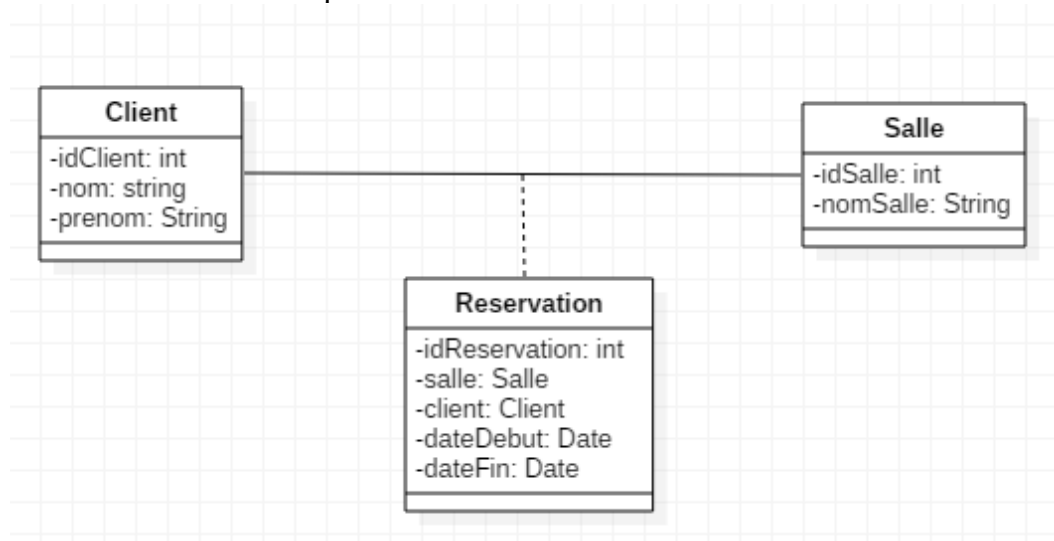 Client
-idClient: int
-nom: string
-prenom: String
Salle
-idSalle: int
-nomSalle: String
Reservation
-idReservation: int
-salle: Salle
-client: Client
-dateDebut: Date
-dateFin: Date